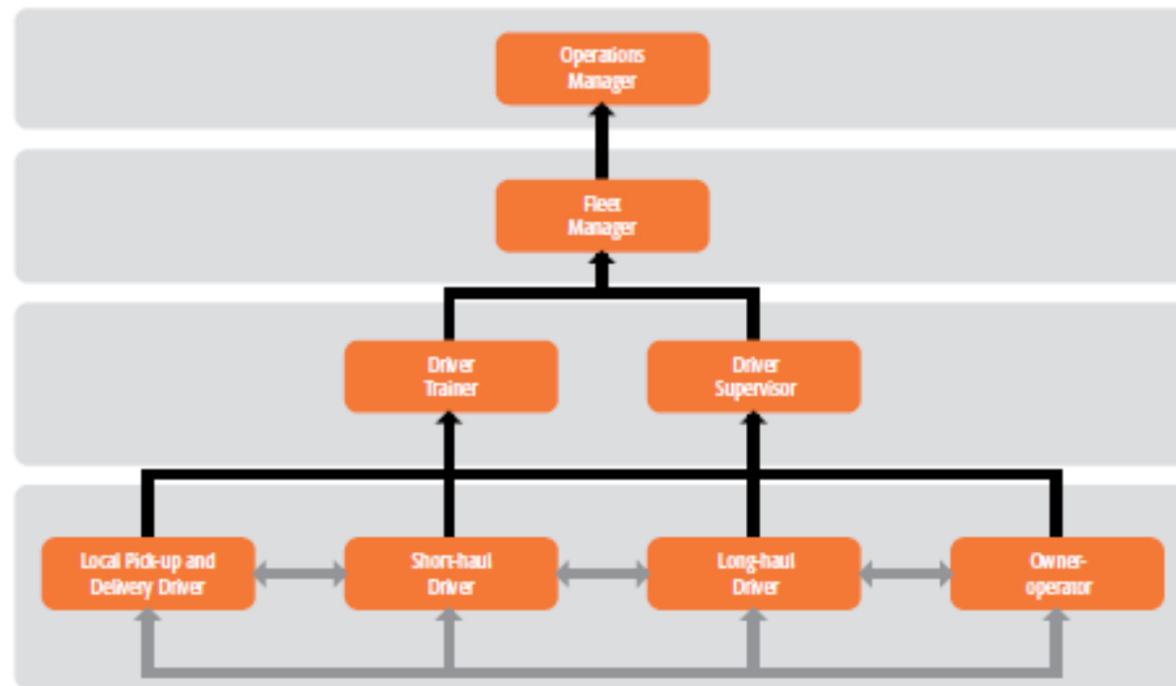 Operations
Manager
Fleet
Manager
Driver
Trainer
Driver
Supervisor
Local Pick-up and
Delivery Driver
Short-haul
Driver
Long-haul
Driver
Owner-
operator